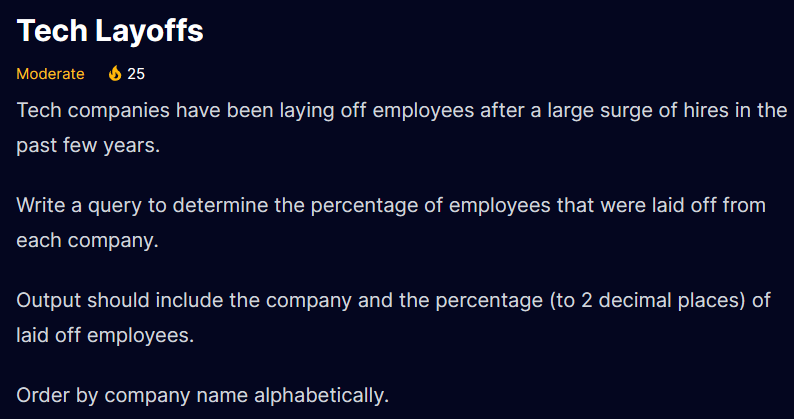 Tech Layoffs
Moderate 25
Tech companies have been laying off employees after a large surge of hires in the
past few years.
Write a query to determine the percentage of employees that were laid off from
each company.
Output should include the company and the percentage (to 2 decimal places) of
laid off employees.
Order by company name alphabetically.